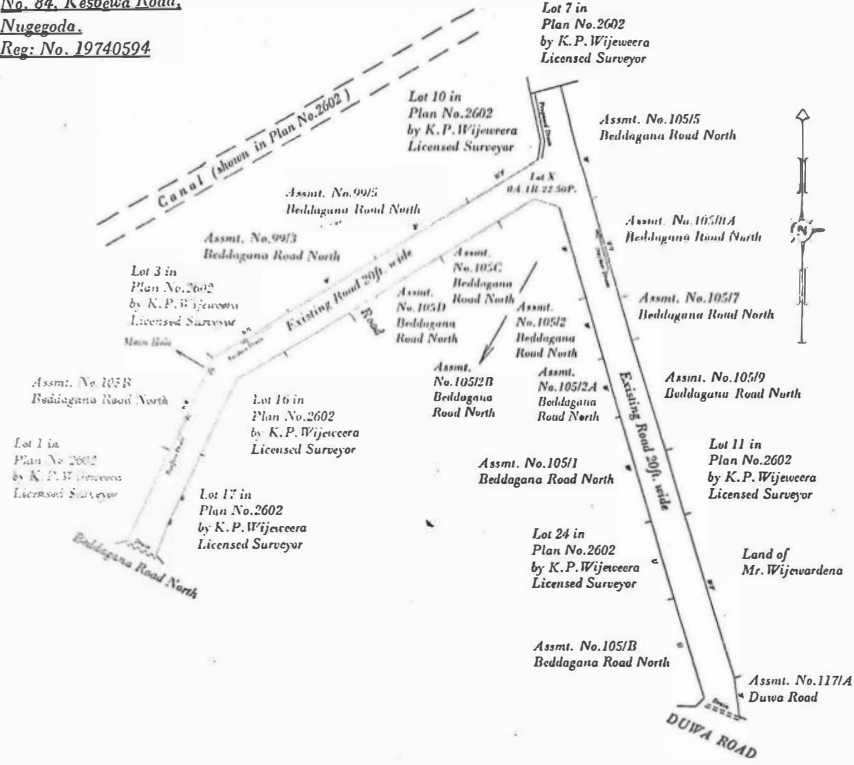 No. 84, Kesbewa Road,
Nugegoda.
Reg: No. 19740594
Lot 7 in
Plan No.2602
by K.P.Wijeweera
Licensed Surveyor
Canal (shown in Plan No.2602)
Lot 10 in
Plan No.2602
by K.P.Wijeweera
Licensed Surveyor
Assmt. No.105/5
Beddagana Road North
Lot X
0A.1R.22.50P.
Assmt. No.99/5
Beddagana Road North
Assmt. No.105/8A
Beddagana Road North
N
Assmt. No.99/3
Beddagana Road North
Existing Road 20ft. wide
Assmt.
No.105C
Beddagana
Road North
Lot 3 in
Plan No.2602
by K.P.Wijeweera
Licensed Surveyor
Assmt.
No.105D
Beddagana
Road North
Road
Assmt.
No.105/2
Beddagana
Road North
Assmt. No.105/7
Beddagana Road North
Assmt.
No.105/2B
Beddagana
Road North
Assmt.
No.105/2A
Beddagana
Road North
Assmt. No.105/9
Beddagana Road North
Existing Road 20ft. wide
Assmt. No.103B
Beddagana Road North
Lot 16 in
Plan No.2602
by K.P.Wijeweera
Licensed Surveyor
Lot 1 in
Plan No 2602
by K.P.Wijeweera
Licensed Surveyor
Assmt. No.105/1
Beddagana Road North
Lot 11 in
Plan No.2602
by K.P.Wijeweera
Licensed Surveyor
Lot 17 in
Plan No.2602
by K.P.Wijeweera
Licensed Surveyor
Beddagana Road North
Lot 24 in
Plan No.2602
by K.P.Wijeweera
Licensed Surveyor
Land of
Mr. Wijewardena
Assmt. No.105/B
Beddagana Road North
Assmt. No.117/A
Duwa Road
DUWA ROAD